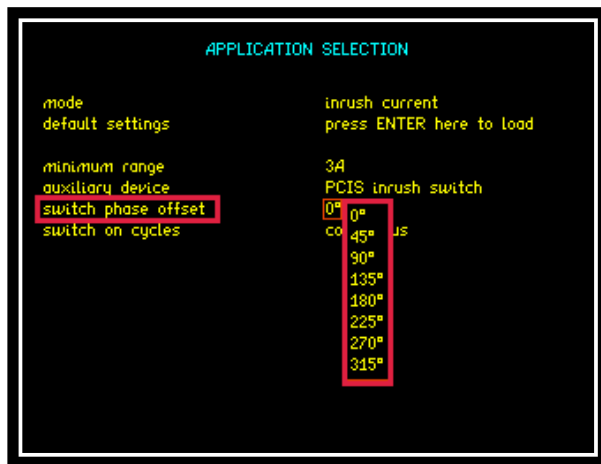 APPLICATION SELECTION
mode inrush current
default settings press ENTER here to load
minimum range 3A
auxiliary device PCIS inrush switch
switch phase offset 0°
switch on cycles
0°
45°
90°
135°
180°
225°
270°
315°